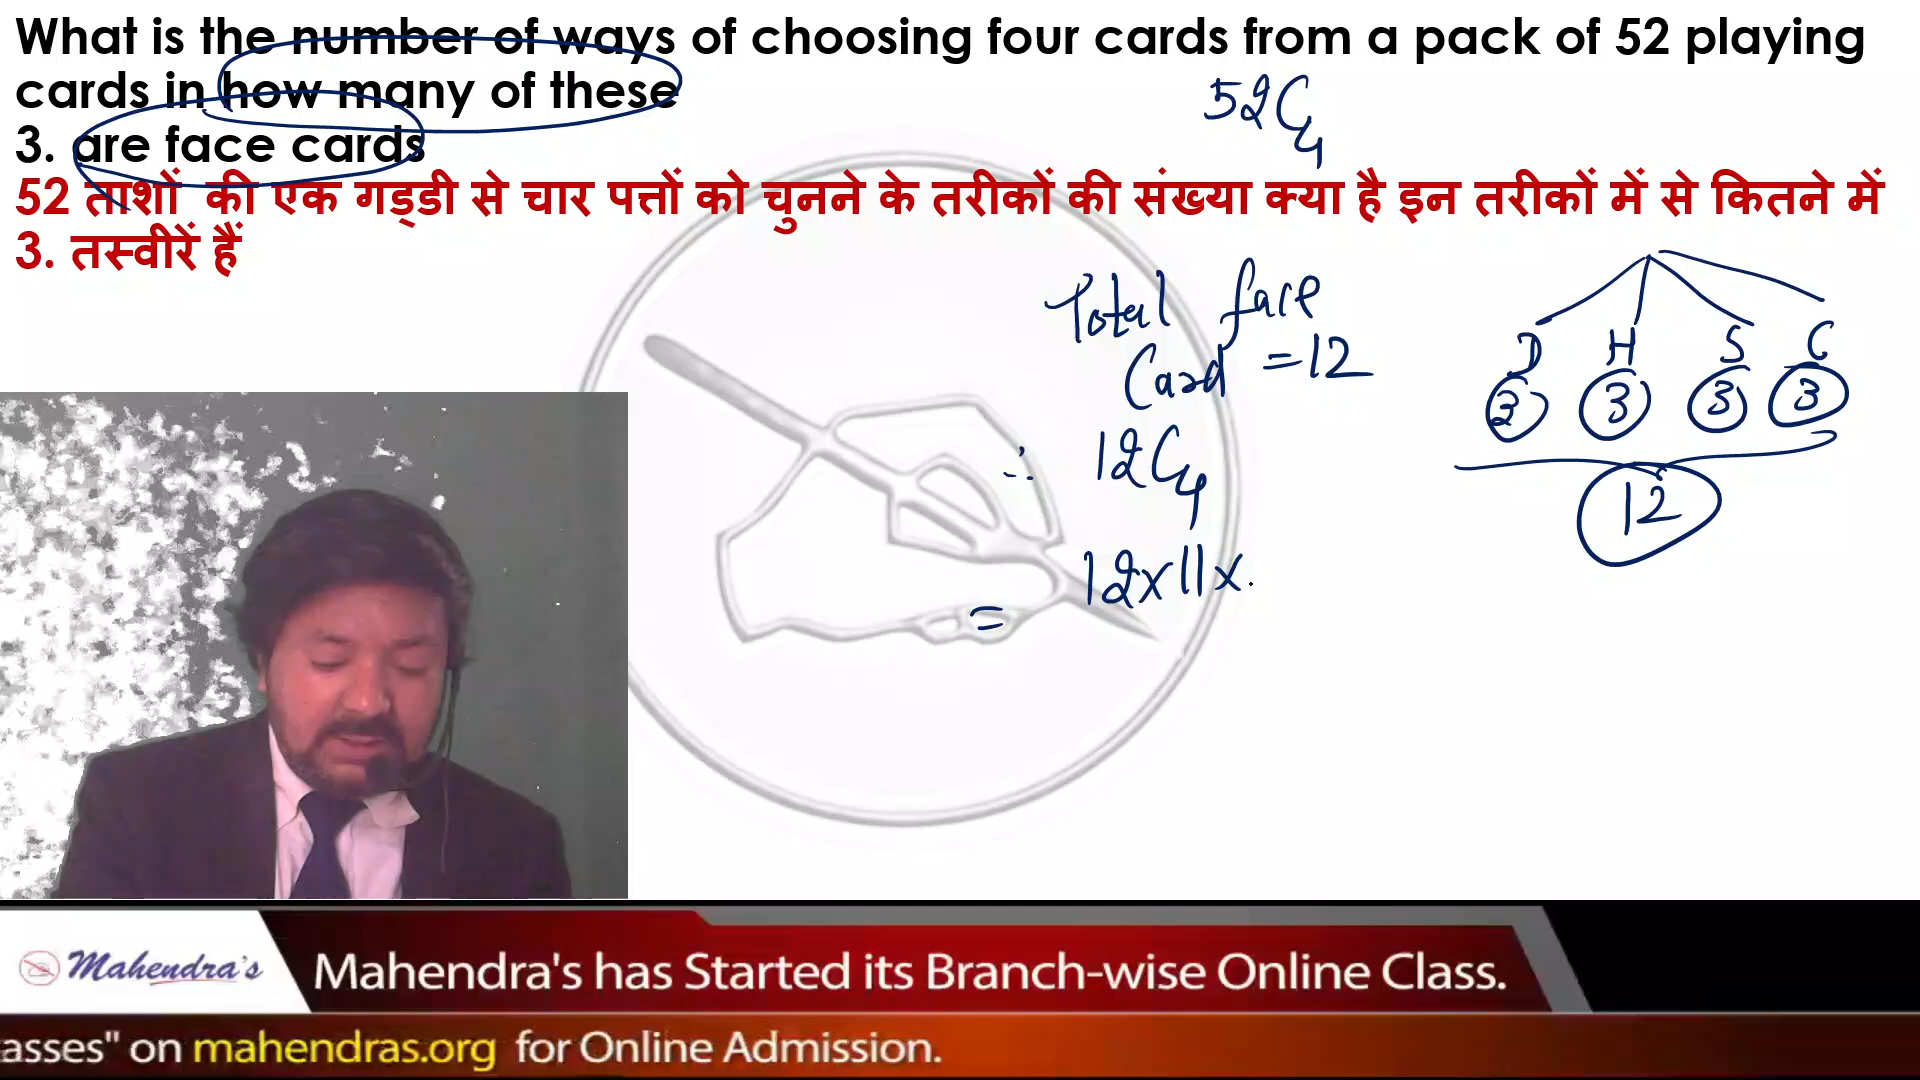 What is the number of ways of choosing four cards from a pack of 52 playing
cards in how many of these
3. are face cards
52 ताशों की एक गड्डी से चार पत्तों को चुनने के तरीकों की संख्या क्या है इन तरीकों में से कितने में
3. तस्वीरें हैं
52C4
Total face
Card =12
∴ 12C4
= 12x11x.
D H S C
3 3 3 3
12
Mahendra's
Mahendra's has Started its Branch-wise Online Class.
asses" on mahendras.org for Online Admission.